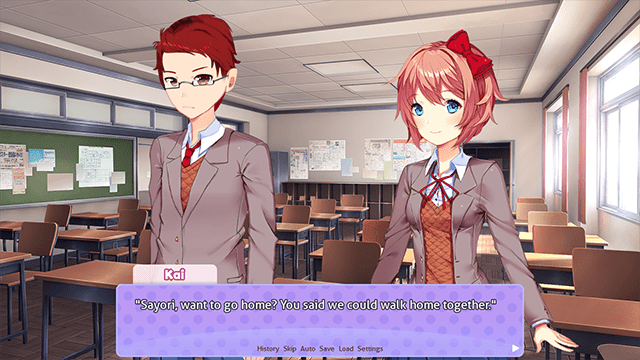 Kai
"Sayori, want to go home? You said we could walk home together."
History Skip Auto Save Load Settings